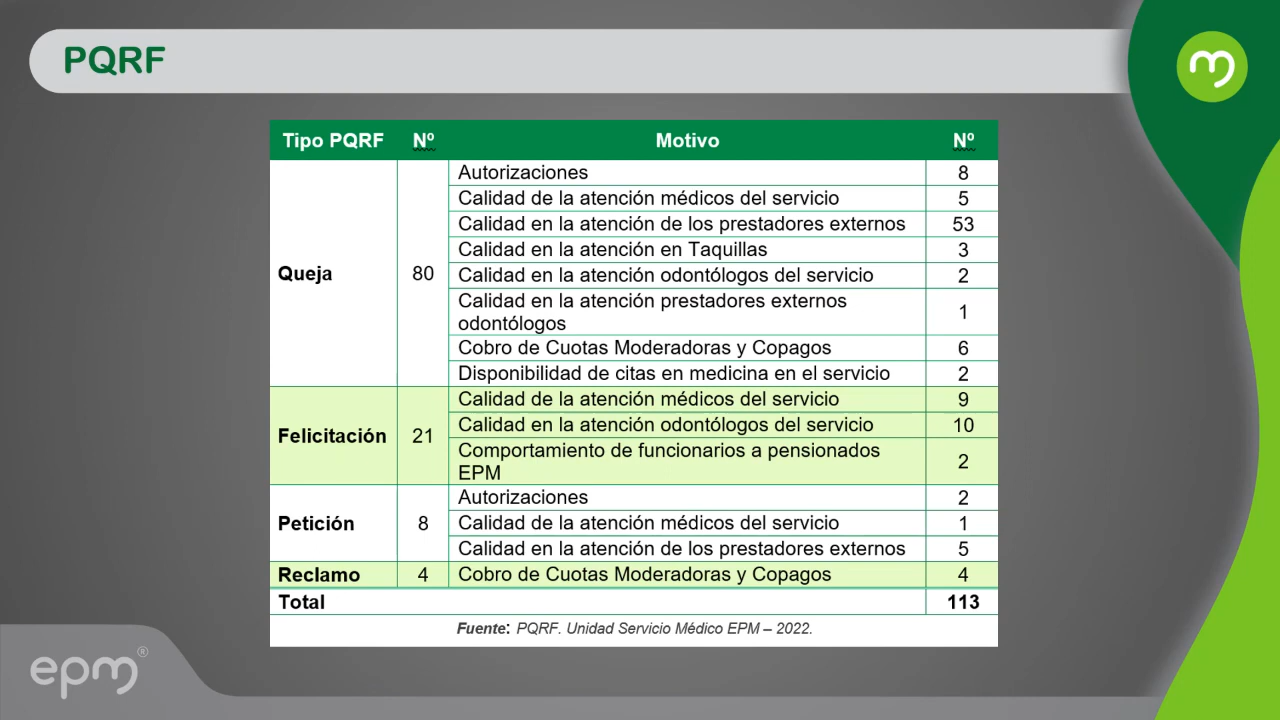 PQRF
m
Tipo PQRF Nº Motivo Nº
Queja 80
Autorizaciones 8
Calidad de la atención médicos del servicio 5
Calidad en la atención de los prestadores externos 53
Calidad en la atención en Taquillas 3
Calidad en la atención odontólogos del servicio 2
Calidad en la atención prestadores externos
odontólogos 1
Cobro de Cuotas Moderadoras y Copagos 6
Disponibilidad de citas en medicina en el servicio 2
Felicitación 21
Calidad de la atención médicos del servicio 9
Calidad en la atención odontólogos del servicio 10
Comportamiento de funcionarios a pensionados
EPM 2
Petición 8
Autorizaciones 2
Calidad de la atención médicos del servicio 1
Calidad en la atención de los prestadores externos 5
Reclamo 4 Cobro de Cuotas Moderadoras y Copagos 4
Total 113
Fuente: PQRF. Unidad Servicio Médico EPM – 2022.
epm®